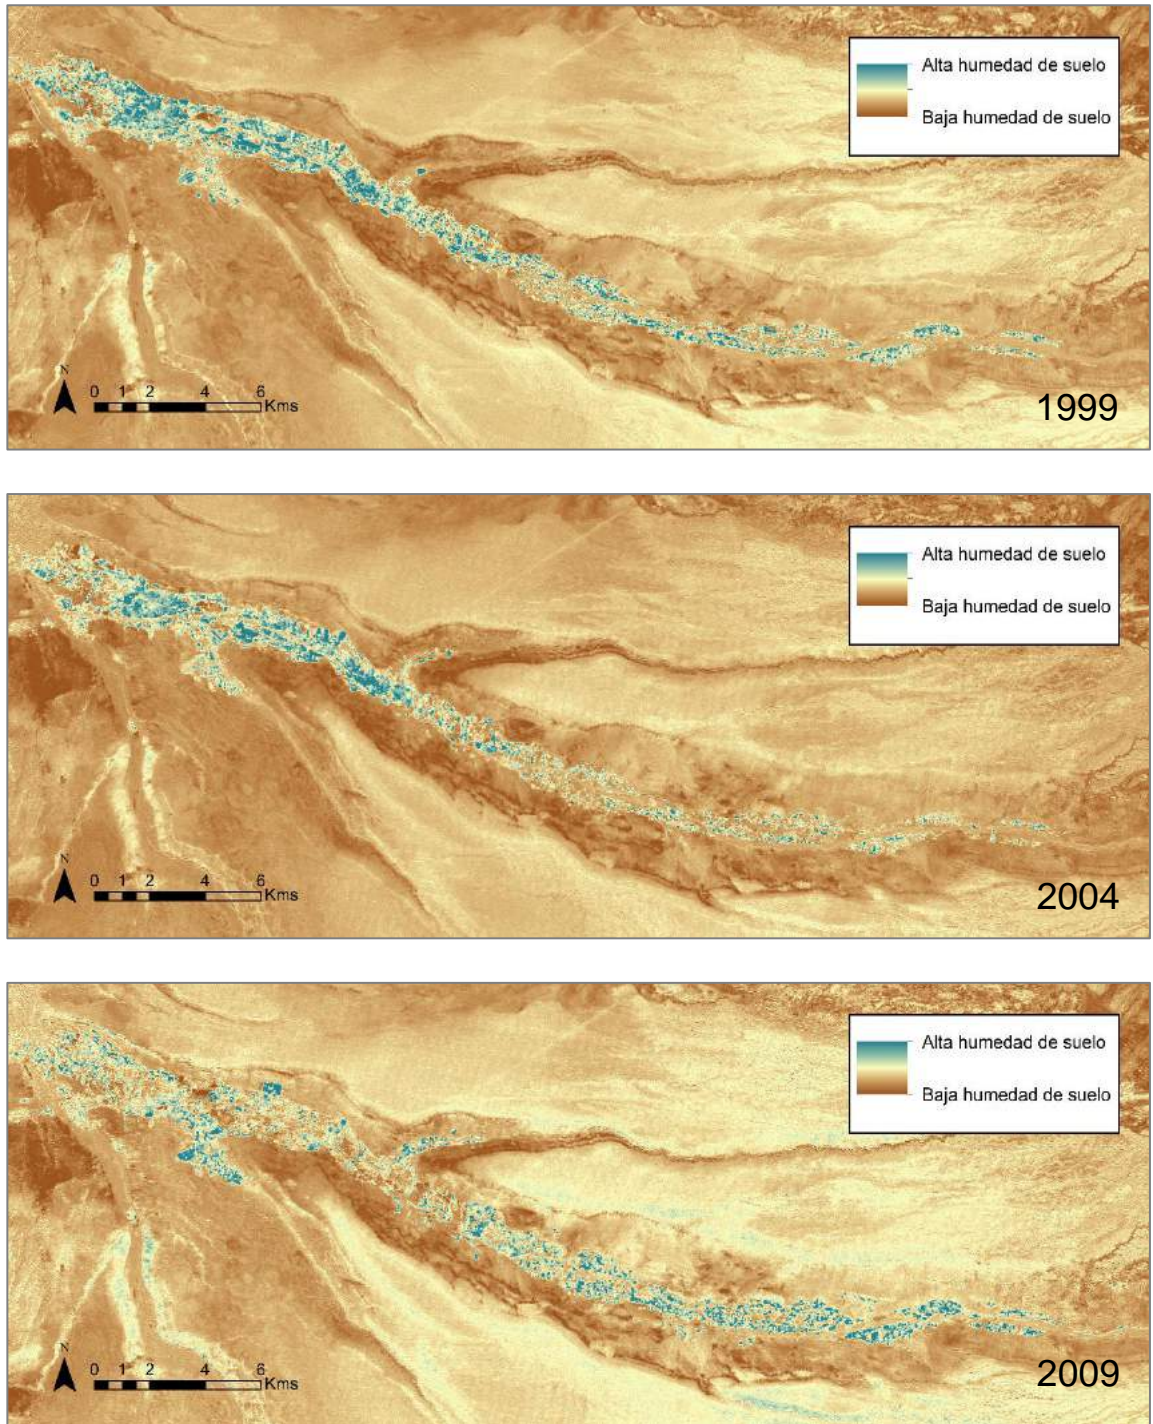 Alta humedad de suelo
Baja humedad de suelo
N
0 1 2 4 6
Kms
1999
Alta humedad de suelo
Baja humedad de suelo
N
0 1 2 4 6
Kms
2004
Alta humedad de suelo
Baja humedad de suelo
N
0 1 2 4 6
Kms
2009